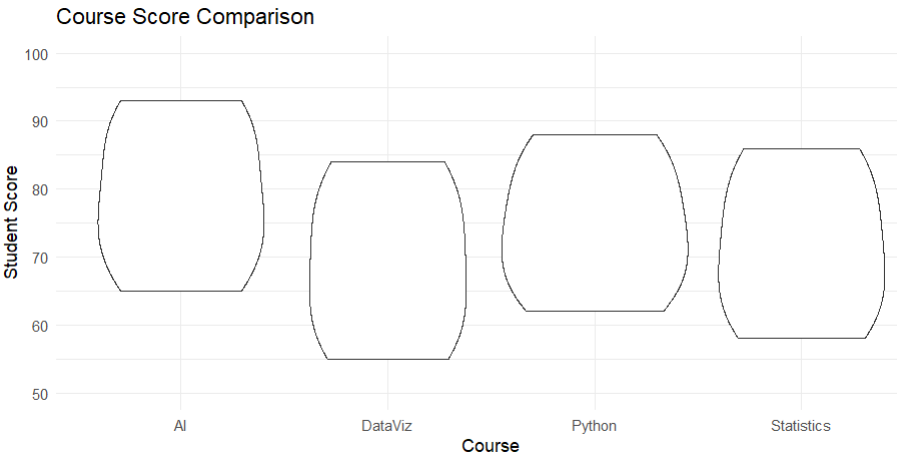 Course Score Comparison
Student Score
100
90
80
70
60
50
AI DataViz Python Statistics
Course